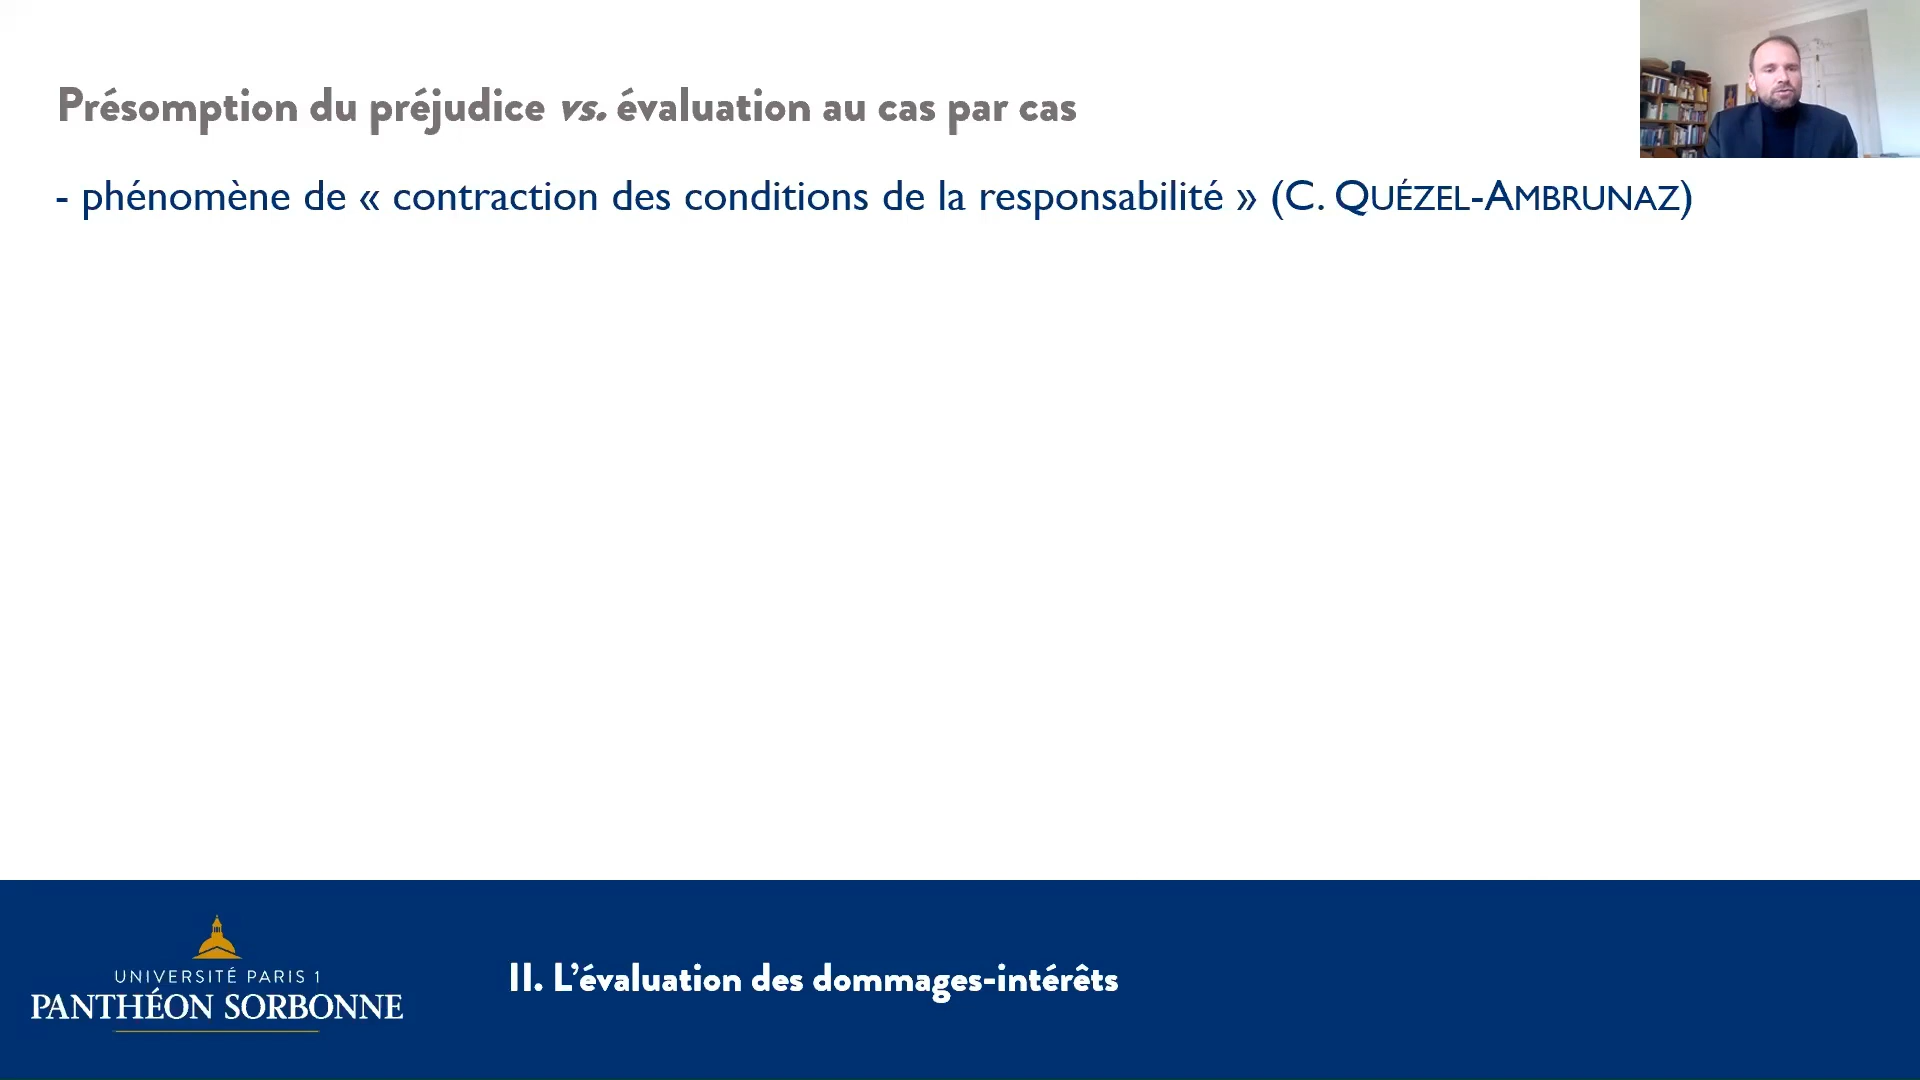 Présomption du préjudice vs. évaluation au cas par cas
- phénomène de « contraction des conditions de la responsabilité » (C. QUÉZEL-AMBRUNAZ)
UNIVERSITÉ PARIS 1
PANTHÉON SORBONNE
II. L’évaluation des dommages-intérêts